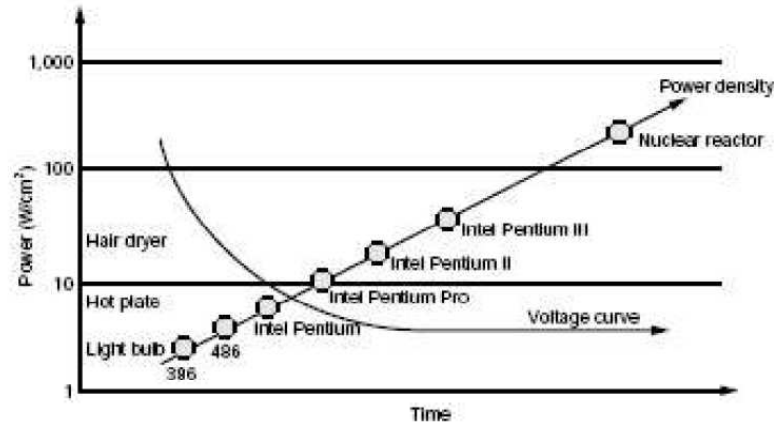 1,000
Power density
Nuclear reactor
100
Power (W/cm²)
Hair dryer
Intel Pentium III
Intel Pentium II
10
Intel Pentium Pro
Hot plate
Intel Pentium
Voltage curve
Light bulb
486
386
1
Time